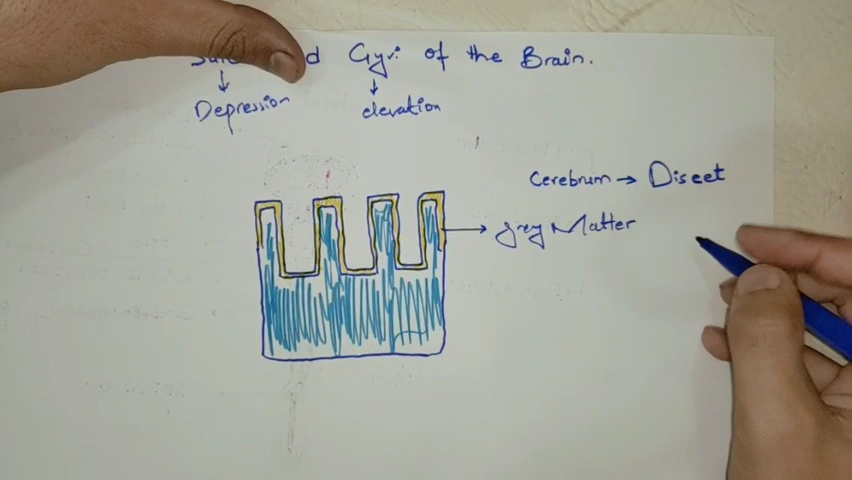 Gyri of the Brain.
Depression elevation
Cerebrum → Diseet
grey Matter